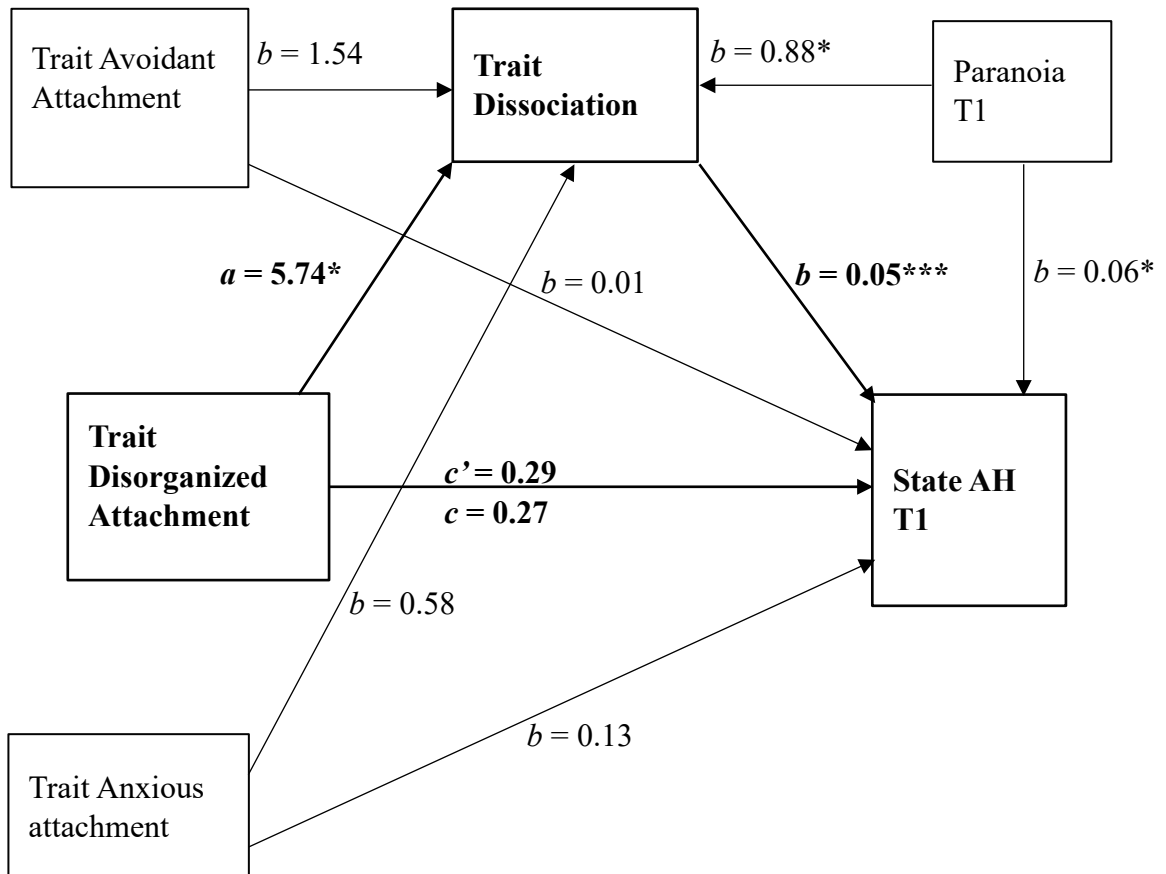 Trait Avoidant
Attachment
b = 1.54
Trait
Dissociation
b = 0.88*
Paranoia
T1
a = 5.74*
b = 0.01
b = 0.05***
b = 0.06*
Trait
Disorganized
Attachment
c’ = 0.29
c = 0.27
State AH
T1
b = 0.58
b = 0.13
Trait Anxious
attachment